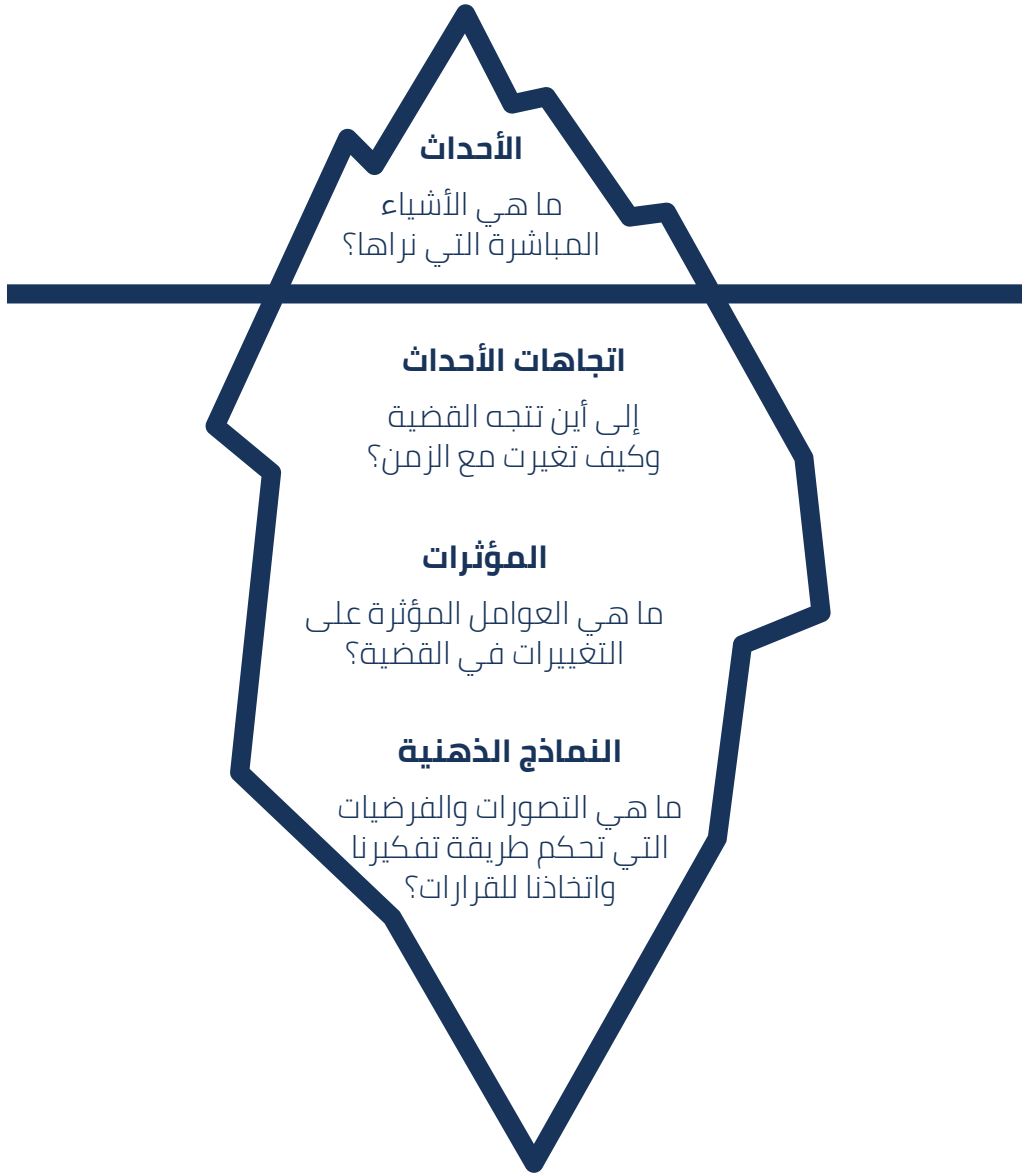 الأحداث
ما هي الأشياء
المباشرة التي نراها؟
اتجاهات الأحداث
إلى أين تتجه القضية
وكيف تغيرت مع الزمن؟
المؤثرات
ما هي العوامل المؤثرة على
التغييرات في القضية؟
النماذج الذهنية
ما هي التصورات والفرضيات
التي تحكم طريقة تفكيرنا
واتخاذنا للقرارات؟